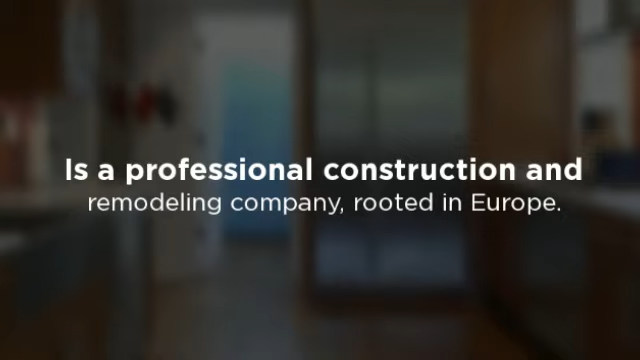 Is a professional construction and
remodeling company, rooted in Europe.